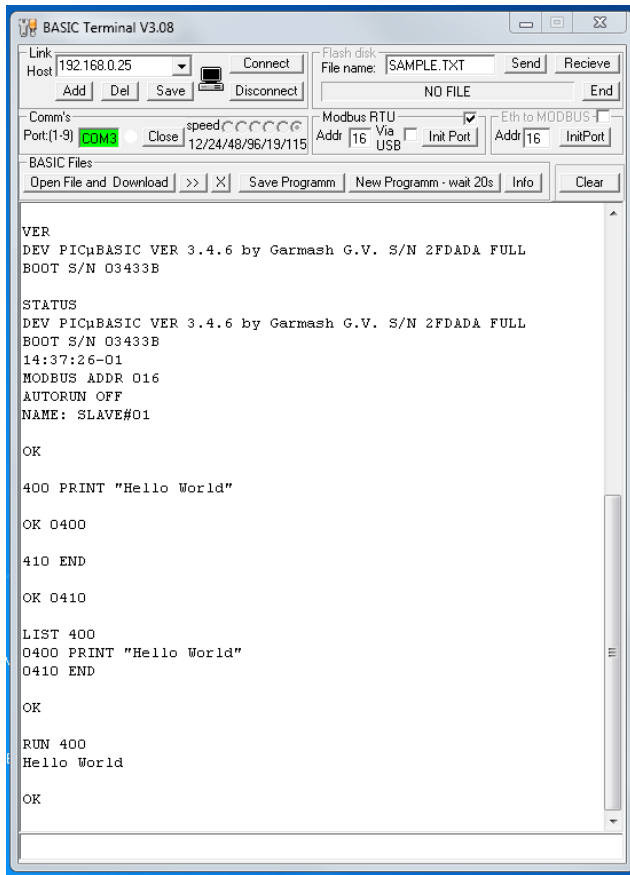 BASIC Terminal V3.08
Link
Host 192.168.0.25 Connect
Add Del Save Disconnect
Flash disk
File name: SAMPLE.TXT Send Recieve
NO FILE End
Comm's
Port:(1-9) COM3 Close speed 12/24/48/96/19/115
Modbus RTU
Addr 16 Via USB Init Port
Eth to MODBUS
Addr 16 InitPort
BASIC Files
Open File and Download >> X Save Programm New Programm - wait 20s Info Clear
VER
DEV PICµBASIC VER 3.4.6 by Garmash G.V. S/N 2FDADA FULL
BOOT S/N 03433B
STATUS
DEV PICµBASIC VER 3.4.6 by Garmash G.V. S/N 2FDADA FULL
BOOT S/N 03433B
14:37:26-01
MODBUS ADDR 016
AUTORUN OFF
NAME: SLAVE#01
OK
400 PRINT "Hello World"
OK 0400
410 END
OK 0410
LIST 400
0400 PRINT "Hello World"
0410 END
OK
RUN 400
Hello World
OK